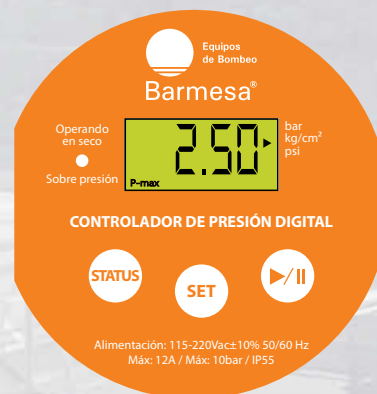 Equipos
de Bombeo
Barmesa®
Operando
en seco
Sobre presión
2.50
P-max
bar
kg/cm²
psi
CONTROLADOR DE PRESIÓN DIGITAL
STATUS
SET
Alimentación: 115-220Vac±10% 50/60 Hz
Máx: 12A / Máx: 10bar / IP55